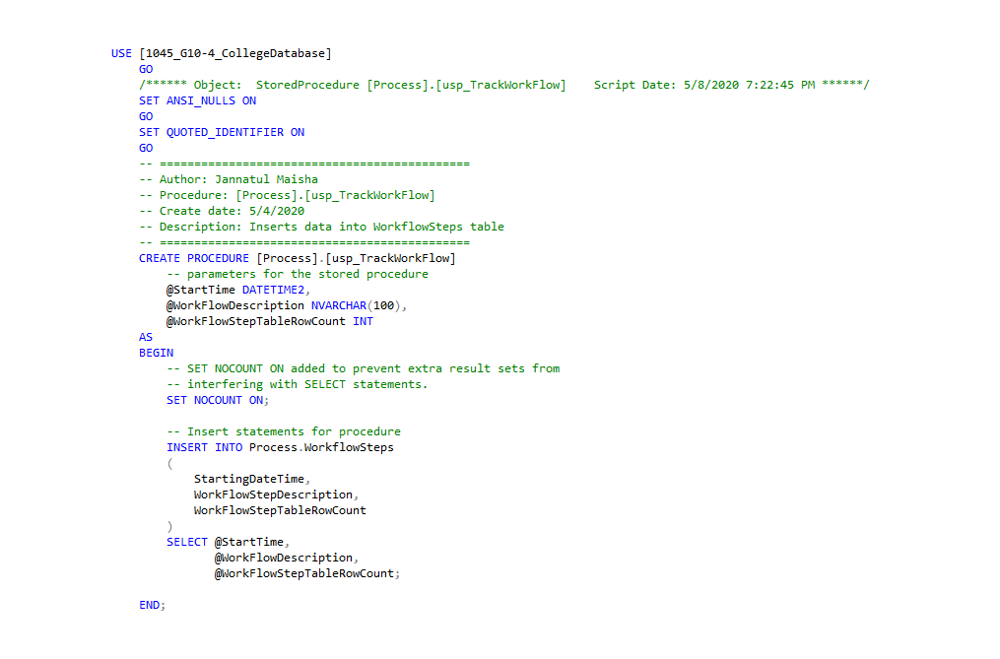 USE [1045_G10-4_CollegeDatabase]
GO
/****** Object:  StoredProcedure [Process].[usp_TrackWorkFlow]    Script Date: 5/8/2020 7:22:45 PM ******/
SET ANSI_NULLS ON
GO
SET QUOTED_IDENTIFIER ON
GO
-- =============================================
-- Author: Jannatul Maisha
-- Procedure: [Process].[usp_TrackWorkFlow]
-- Create date: 5/4/2020
-- Description: Inserts data into WorkflowSteps table
-- =============================================
CREATE PROCEDURE [Process].[usp_TrackWorkFlow]
-- parameters for the stored procedure
@StartTime DATETIME2,
@WorkFlowDescription NVARCHAR(100),
@WorkFlowStepTableRowCount INT
AS
BEGIN
-- SET NOCOUNT ON added to prevent extra result sets from
-- interfering with SELECT statements.
SET NOCOUNT ON;
-- Insert statements for procedure
INSERT INTO Process.WorkflowSteps
(
StartingDateTime,
WorkFlowStepDescription,
WorkFlowStepTableRowCount
)
SELECT @StartTime,
@WorkFlowDescription,
@WorkFlowStepTableRowCount;
END;